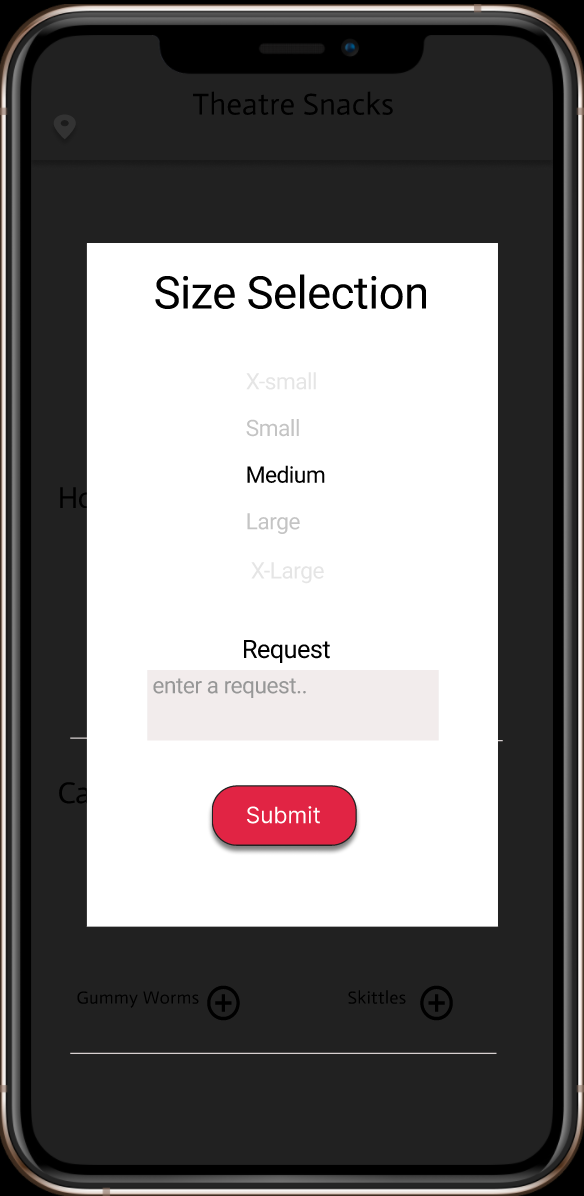 Theatre Snacks
Size Selection
X-small
Small
Medium
Ho
Large
X-Large
Request
enter a request..
Ca
Submit
Gummy Worms
Skittles